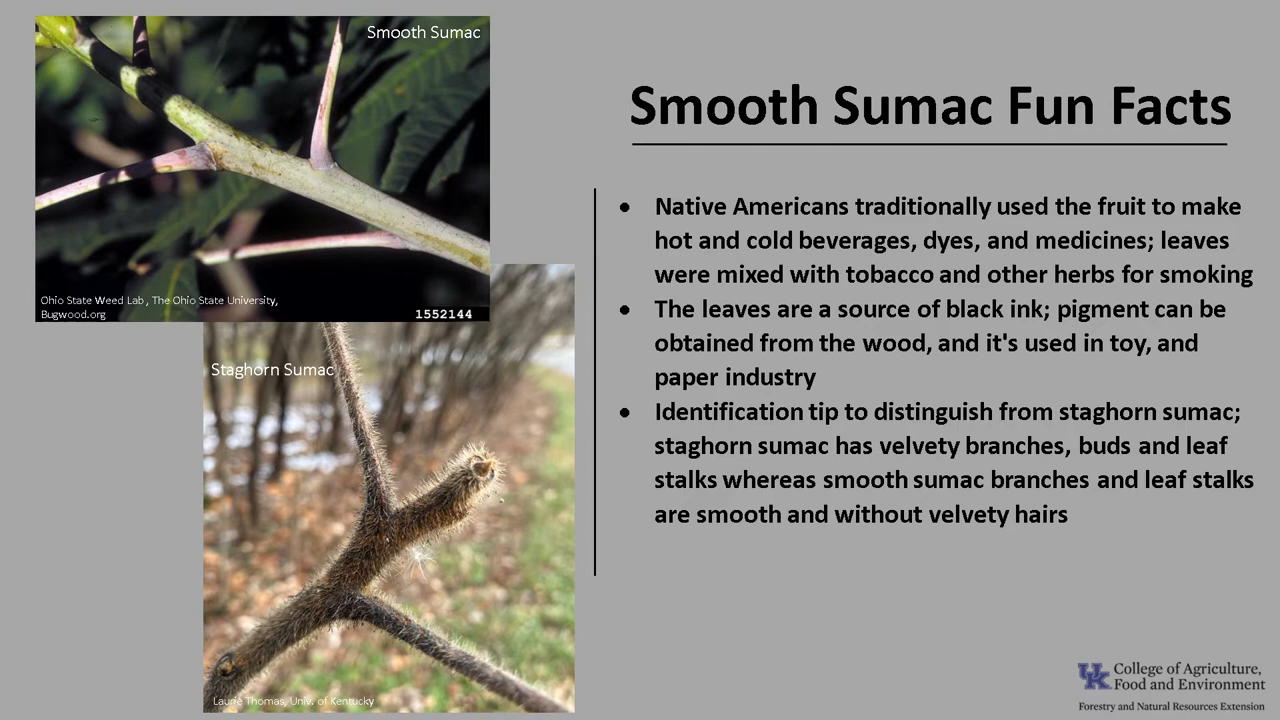 Smooth Sumac
Ohio State Weed Lab , The Ohio State University,
Bugwood.org
1552144
Staghorn Sumac
Laurie Thomas, Univ. of Kentucky
Smooth Sumac Fun Facts
• Native Americans traditionally used the fruit to make
hot and cold beverages, dyes, and medicines; leaves
were mixed with tobacco and other herbs for smoking
• The leaves are a source of black ink; pigment can be
obtained from the wood, and it's used in toy, and
paper industry
• Identification tip to distinguish from staghorn sumac;
staghorn sumac has velvety branches, buds and leaf
stalks whereas smooth sumac branches and leaf stalks
are smooth and without velvety hairs
UK
College of Agriculture,
Food and Environment
Forestry and Natural Resources Extension